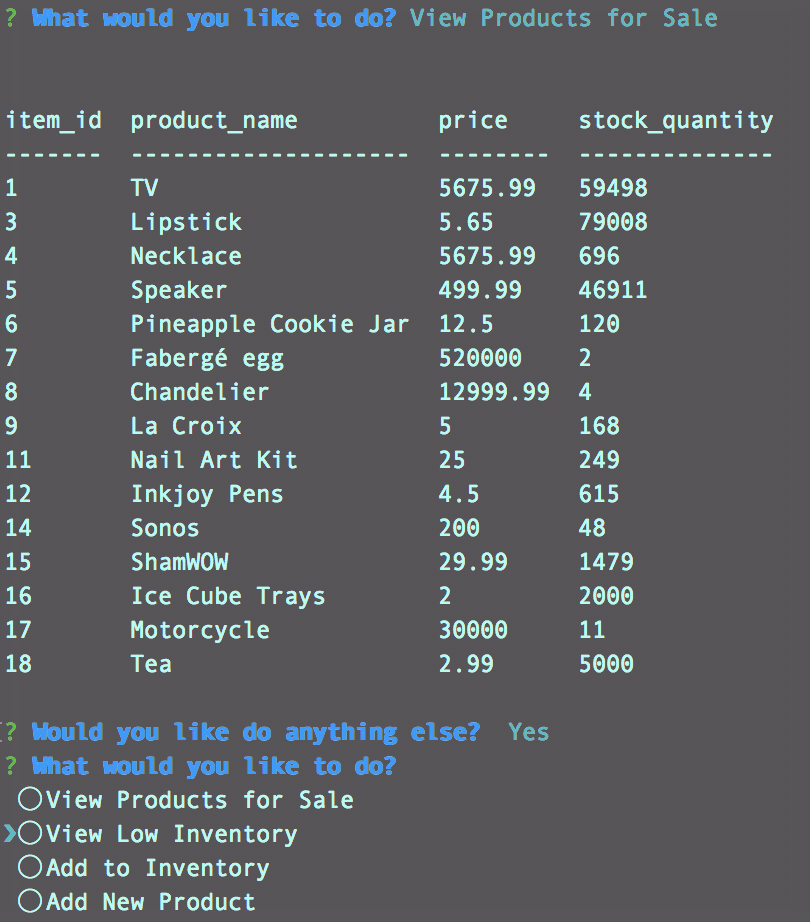 ? What would you like to do? View Products for Sale
item_id product_name price stock_quantity
------- -------------------- -------- --------------
1 TV 5675.99 59498
3 Lipstick 5.65 79008
4 Necklace 5675.99 696
5 Speaker 499.99 46911
6 Pineapple Cookie Jar 12.5 120
7 Fabergé egg 520000 2
8 Chandelier 12999.99 4
9 La Croix 5 168
11 Nail Art Kit 25 249
12 Inkjoy Pens 4.5 615
14 Sonos 200 48
15 ShamWOW 29.99 1479
16 Ice Cube Trays 2 2000
17 Motorcycle 30000 11
18 Tea 2.99 5000
[? Would you like do anything else? Yes
? What would you like to do?
◯View Products for Sale
❯◯View Low Inventory
◯Add to Inventory
◯Add New Product